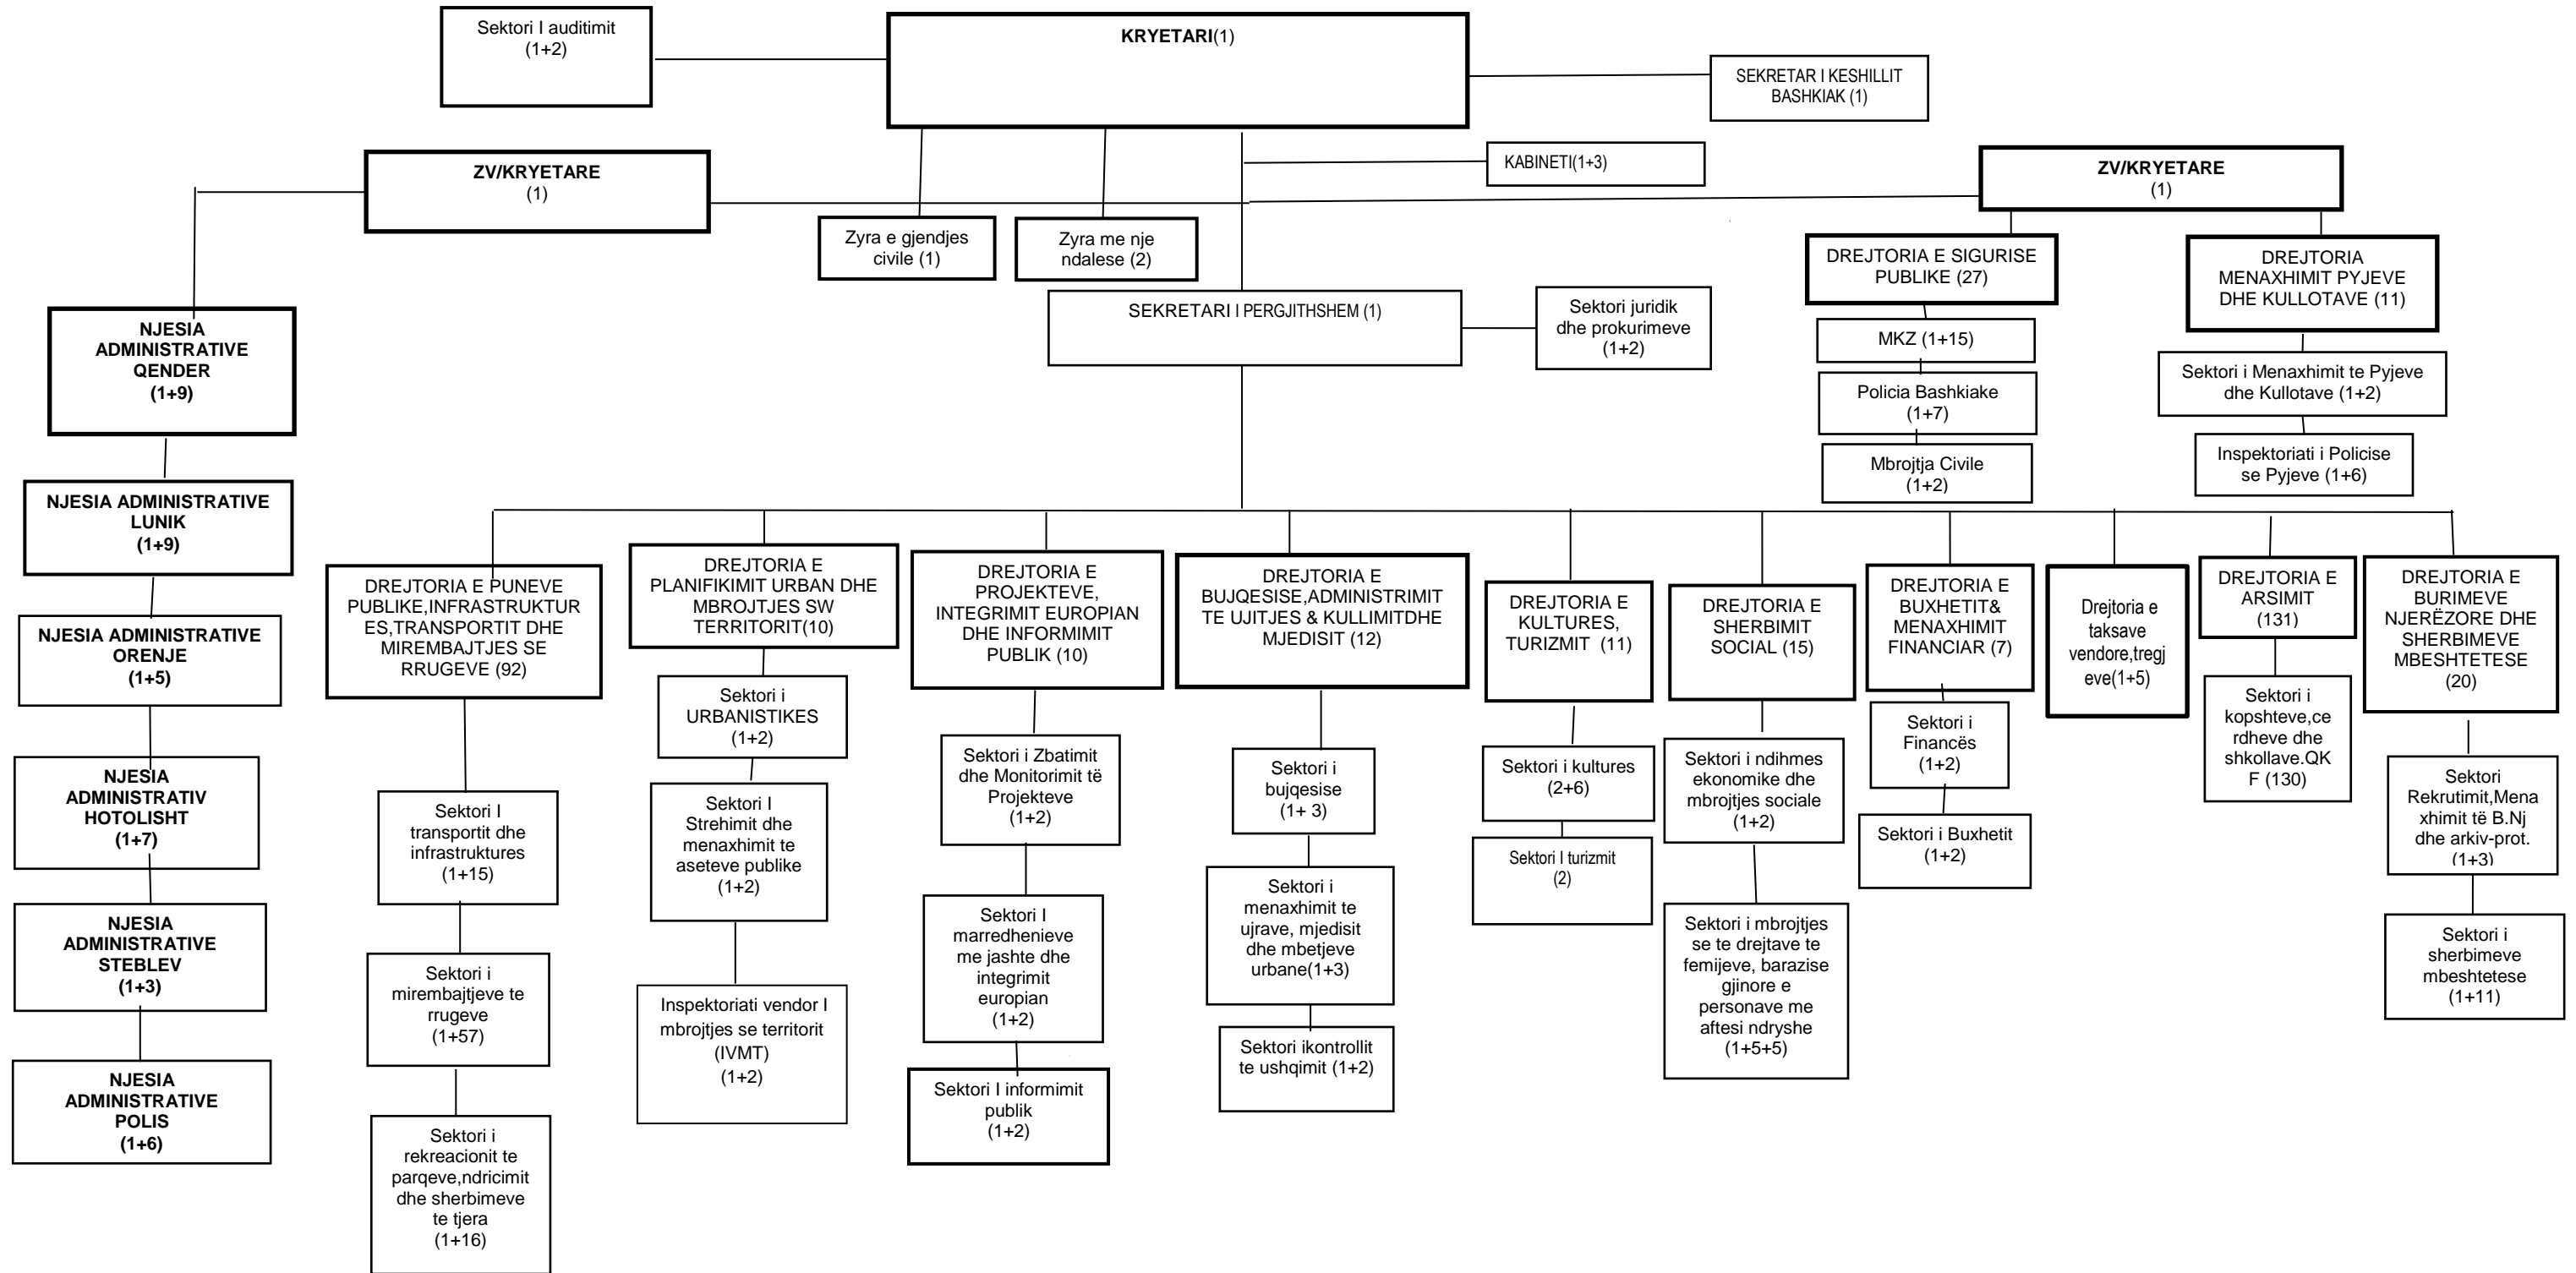 Sektori I auditimit
(1+2)
KRYETARI(1)
SEKRETAR I KESHILLIT
BASHKIAK (1)
KABINETI(1+3)
ZV/KRYETARE
(1)
ZV/KRYETARE
(1)
Zyra e gjendjes
civile (1)
Zyra me nje
ndalese (2)
DREJTORIA E SIGURISE
PUBLIKE (27)
DREJTORIA
MENAXHIMIT PYJEVE
DHE KULLOTAVE (11)
SEKRETARI I PERGJITHSHEM (1)
Sektori juridik
dhe prokurimeve
(1+2)
MKZ (1+15)
Policia Bashkiake
(1+7)
Mbrojtja Civile
(1+2)
Sektori i Menaxhimit te Pyjeve
dhe Kullotave (1+2)
Inspektoriati i Policise
se Pyjeve (1+6)
NJESIA
ADMINISTRATIVE
QENDER
(1+9)
NJESIA ADMINISTRATIVE
LUNIK
(1+9)
NJESIA ADMINISTRATIVE
ORENJE
(1+5)
NJESIA
ADMINISTRATIV
HOTOLISHT
(1+7)
NJESIA
ADMINISTRATIVE
STEBLEV
(1+3)
NJESIA
ADMINISTRATIVE
POLIS
(1+6)
DREJTORIA E PUNEVE
PUBLIKE,INFRASTRUKTUR
ES,TRANSPORTIT DHE
MIREMBAJTJES SE
RRUGEVE (92)
Sektori I
transportit dhe
infrastruktures
(1+15)
Sektori i
mirembajtjeve te
rrugeve
(1+57)
Sektori i
rekreacionit te
parqeve,ndricimit
dhe sherbimeve
te tjera
(1+16)
DREJTORIA E
PLANIFIKIMIT URBAN DHE
MBROJTJES SW
TERRITORIT(10)
Sektori i
URBANISTIKES
(1+2)
Sektori I
Strehimit dhe
menaxhimit te
aseteve publike
(1+2)
Inspektoriati vendor I
mbrojtjes se territorit
(IVMT)
(1+2)
DREJTORIA E
PROJEKTEVE,
INTEGRIMIT EUROPIAN
DHE INFORMIMIT
PUBLIK (10)
Sektori i Zbatimit
dhe Monitorimit të
Projekteve
(1+2)
Sektori I
marredhenieve
me jashte dhe
integrimit
europian
(1+2)
Sektori I informimit
publik
(1+2)
DREJTORIA E
BUJQESISE,ADMINISTRIMIT
TE UJITJES & KULLIMITDHE
MJEDISIT (12)
Sektori i
bujqesise
(1+ 3)
Sektori i
menaxhimit te
ujrave, mjedisit
dhe mbetjeve
urbane(1+3)
Sektori ikontrollit
te ushqimit (1+2)
DREJTORIA E
KULTURES,
TURIZMIT (11)
Sektori i kultures
(2+6)
Sektori I turizmit
(2)
DREJTORIA E
SHERBIMIT
SOCIAL (15)
Sektori i ndihmes
ekonomike dhe
mbrojtjes sociale
(1+2)
Sektori i mbrojtjes
se te drejtave te
femijeve, barazise
gjinore e
personave me
aftesi ndryshe
(1+5+5)
DREJTORIA E
BUXHETIT&
MENAXHIMIT
FINANCIAR (7)
Sektori i
Financës
(1+2)
Sektori i Buxhetit
(1+2)
Drejtoria e
taksave
vendore,tregj
eve(1+5)
DREJTORIA E
ARSIMIT
(131)
Sektori i
kopshteve,ce
rdheve dhe
shkollave.QK
F (130)
DREJTORIA E
BURIMEVE
NJERËZORE DHE
SHERBIMEVE
MBESHTETESE
(20)
Sektori
Rekrutimit,Mena
xhimit të B.Nj
dhe arkiv-prot.
(1+3)
Sektori i
sherbimeve
mbeshtetese
(1+11)